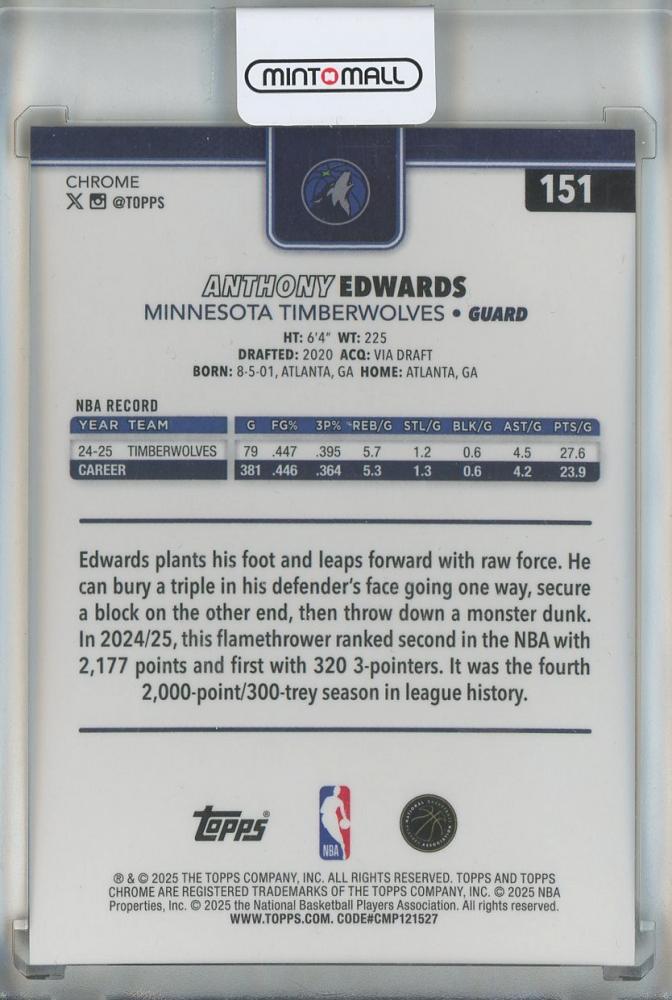 MINTOMALL
CHROME
@TOPPS
151
ANTHONY EDWARDS
MINNESOTA TIMBERWOLVES • GUARD
HT: 6'4" WT: 225
DRAFTED: 2020 ACQ: VIA DRAFT
BORN: 8-5-01, ATLANTA, GA HOME: ATLANTA, GA
NBA RECORD
YEAR TEAM G FG% 3P% REB/G STL/G BLK/G AST/G PTS/G
24-25 TIMBERWOLVES 79 .447 .395 5.7 1.2 0.6 4.5 27.6
CAREER 381 .446 .364 5.3 1.3 0.6 4.2 23.9
Edwards plants his foot and leaps forward with raw force. He
can bury a triple in his defender's face going one way, secure
a block on the other end, then throw down a monster dunk.
In 2024/25, this flamethrower ranked second in the NBA with
2,177 points and first with 320 3-pointers. It was the fourth
2,000-point/300-trey season in league history.
Topps®
NBA
® & © 2025 THE TOPPS COMPANY, INC. ALL RIGHTS RESERVED. TOPPS AND TOPPS
CHROME ARE REGISTERED TRADEMARKS OF THE TOPPS COMPANY, INC. © 2025 NBA
Properties, Inc. © 2025 the National Basketball Players Association. All rights reserved.
WWW.TOPPS.COM. CODE#CMP121527